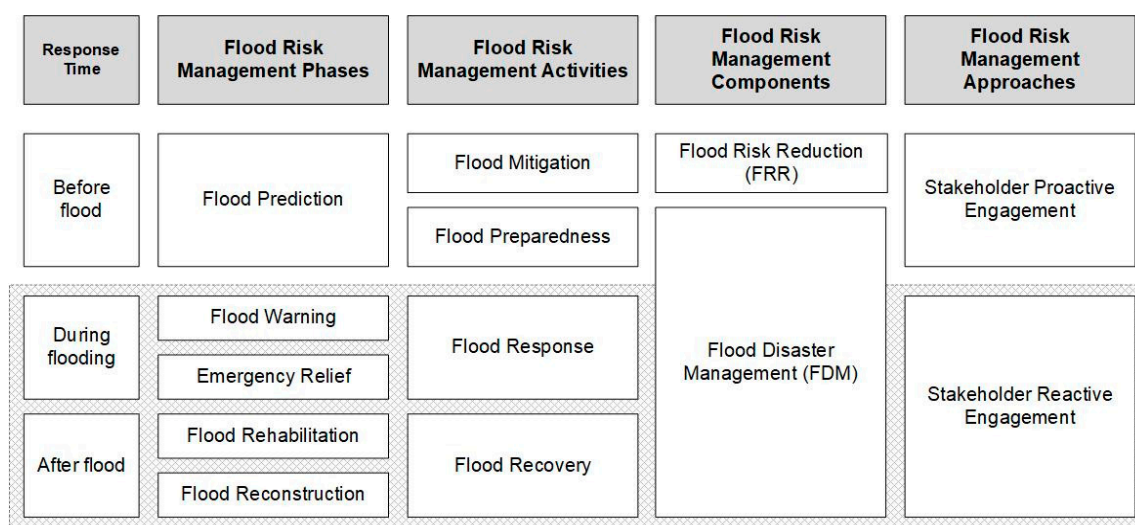 Response
Time
Flood Risk
Management Phases
Flood Risk
Management Activities
Flood Risk
Management
Components
Flood Risk
Management
Approaches
Before
flood
Flood Prediction
Flood Mitigation
Flood Preparedness
Flood Risk Reduction
(FRR)
Stakeholder Proactive
Engagement
During
flooding
Flood Warning
Emergency Relief
Flood Response
Flood Disaster
Management (FDM)
Stakeholder Reactive
Engagement
After flood
Flood Rehabilitation
Flood Reconstruction
Flood Recovery